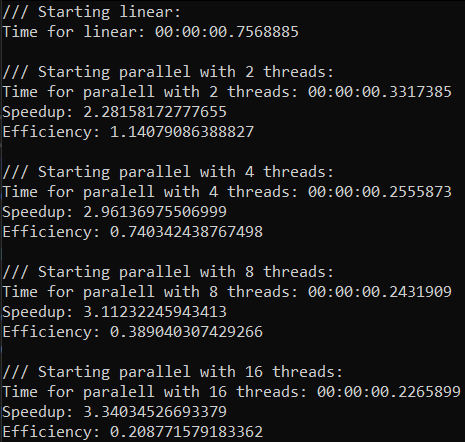 /// Starting linear:
Time for linear: 00:00:00.7568885
/// Starting parallel with 2 threads:
Time for paralell with 2 threads: 00:00:00.3317385
Speedup: 2.28158172777655
Efficiency: 1.14079086388827
/// Starting parallel with 4 threads:
Time for paralell with 4 threads: 00:00:00.2555873
Speedup: 2.96136975506999
Efficiency: 0.740342438767498
/// Starting parallel with 8 threads:
Time for paralell with 8 threads: 00:00:00.2431909
Speedup: 3.11232245943413
Efficiency: 0.389040307429266
/// Starting parallel with 16 threads:
Time for paralell with 16 threads: 00:00:00.2265899
Speedup: 3.34034526693379
Efficiency: 0.208771579183362